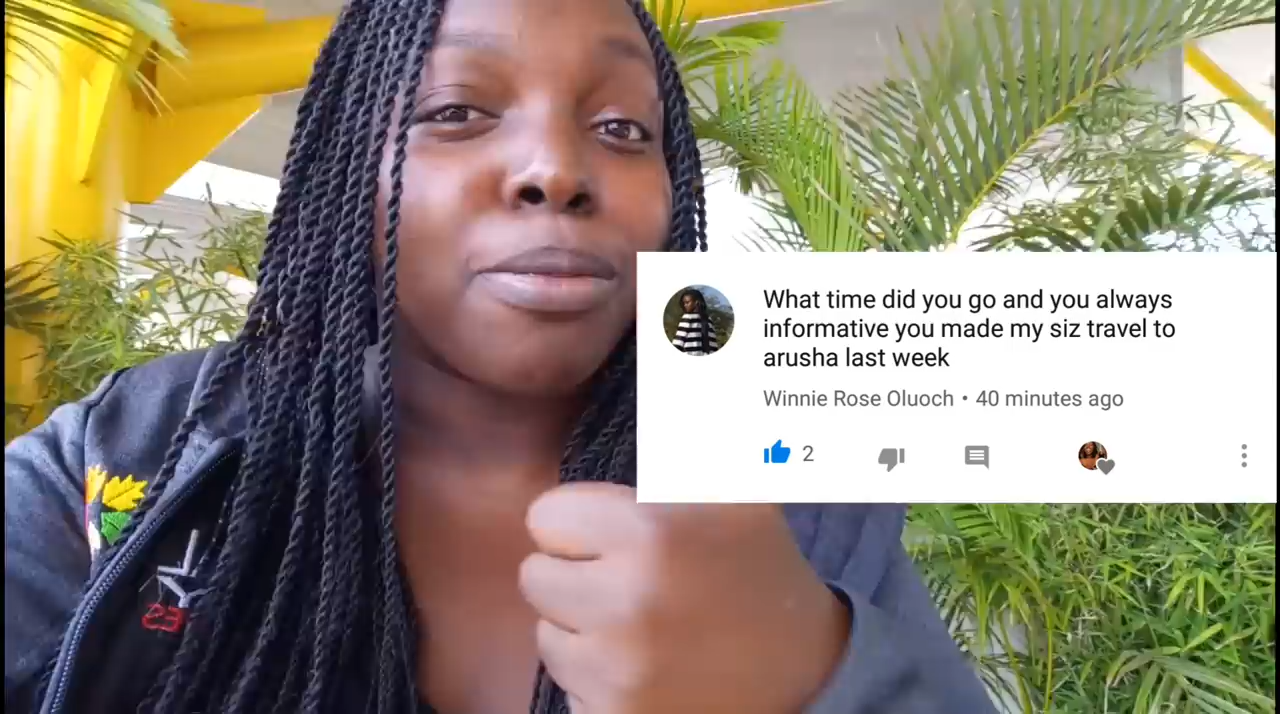 What time did you go and you always
informative you made my siz travel to
arusha last week
Winnie Rose Oluoch • 40 minutes ago
2
23